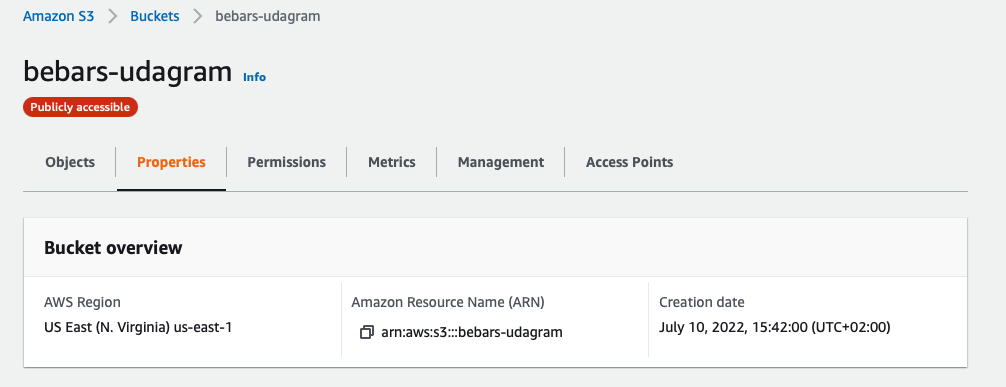 Amazon S3 > Buckets > bebars-udagram
bebars-udagram Info
Publicly accessible
Objects Properties Permissions Metrics Management Access Points
Bucket overview
AWS Region Amazon Resource Name (ARN) Creation date
US East (N. Virginia) us-east-1 arn:aws:s3:::bebars-udagram July 10, 2022, 15:42:00 (UTC+02:00)